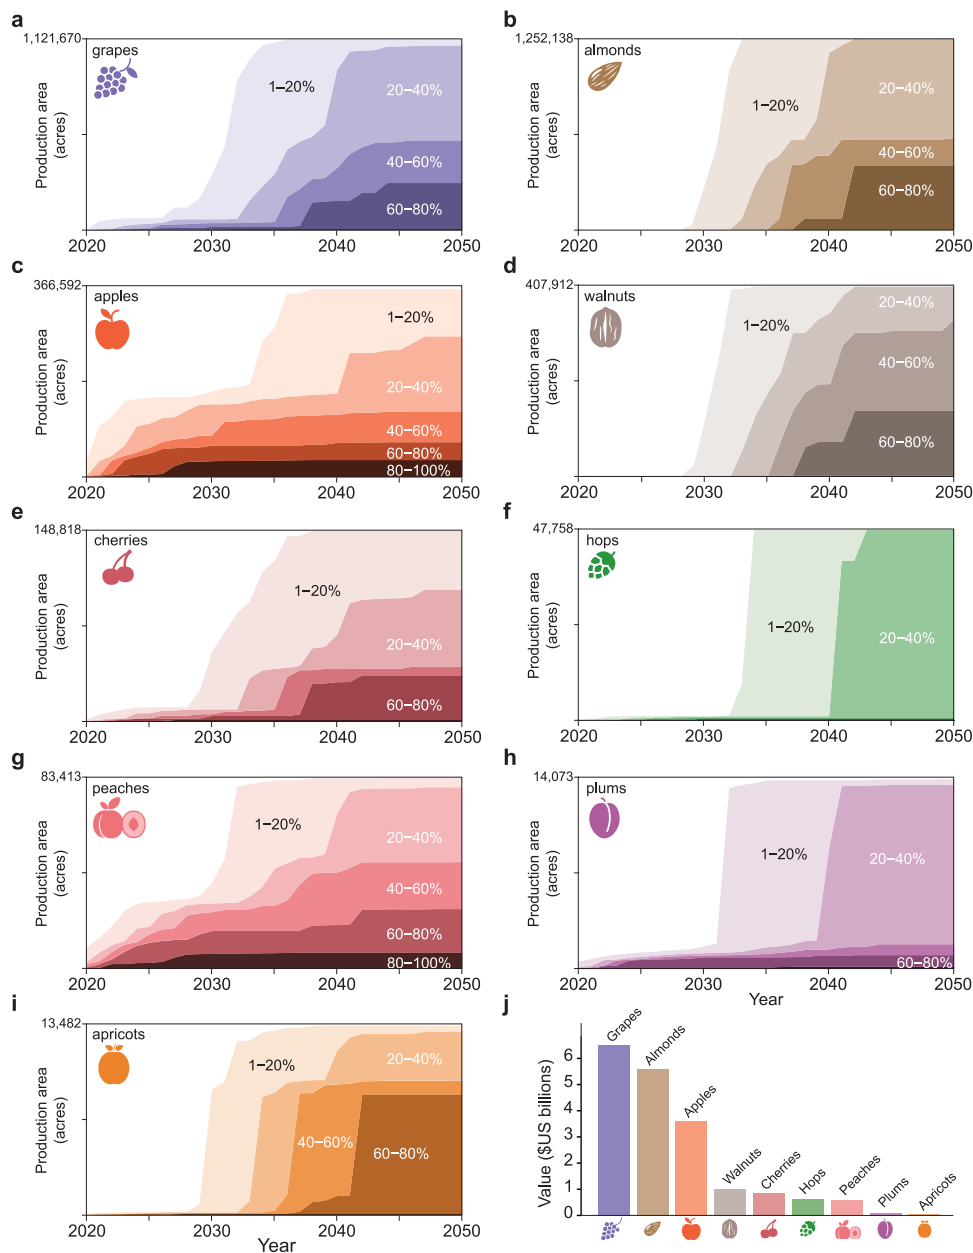 a
1,121,670
grapes
1–20%
20–40%
40–60%
60–80%
Production area
(acres)
2020
2030
2040
2050
b
1,252,138
almonds
1–20%
20–40%
40–60%
60–80%
Production area
(acres)
2020
2030
2040
2050
c
366,592
apples
1–20%
20–40%
40–60%
60–80%
80–100%
Production area
(acres)
2020
2030
2040
2050
d
407,912
walnuts
1–20%
20–40%
40–60%
60–80%
Production area
(acres)
2020
2030
2040
2050
e
148,818
cherries
1–20%
20–40%
60–80%
Production area
(acres)
2020
2030
2040
2050
f
47,758
hops
1–20%
20–40%
Production area
(acres)
2020
2030
2040
2050
g
83,413
peaches
1–20%
20–40%
40–60%
60–80%
80–100%
Production area
(acres)
2020
2030
2040
2050
h
14,073
plums
1–20%
20–40%
60–80%
Production area
(acres)
2020
2030
2040
2050
Year
i
13,482
apricots
1–20%
20–40%
40–60%
60–80%
Production area
(acres)
2020
2030
2040
2050
Year
j
Value ($US billions)
6
5
4
3
2
1
0
Grapes
Almonds
Apples
Walnuts
Cherries
Hops
Peaches
Plums
Apricots